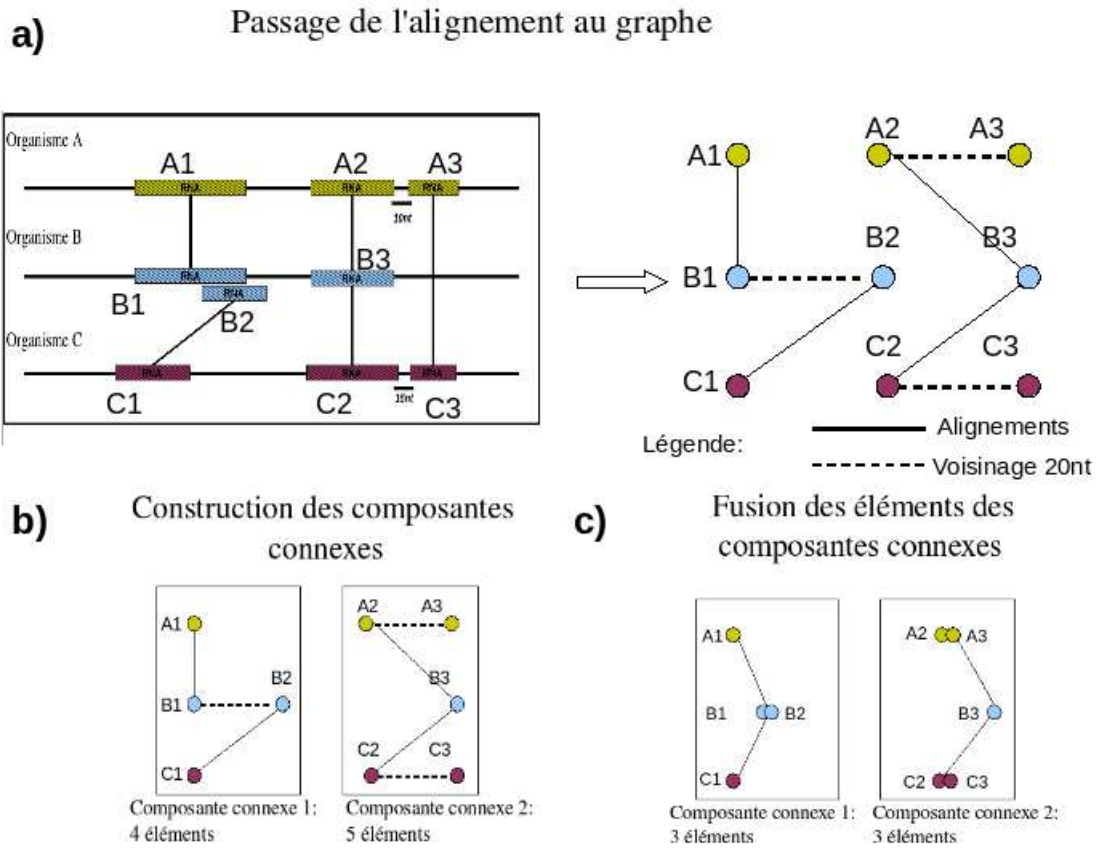 a)
Passage de l'alignement au graphe
Organisme A
A1
A2
A3
RNA
RNA
RNA
10nt
Organisme B
B3
RNA
RNA
B1
RNA
B2
Organisme C
RNA
RNA
RNA
C1
C2
15nt
C3
A2
A3
A1
B2
B3
B1
C2
C3
C1
Légende:
Alignements
Voisinage 20nt
b)
Construction des composantes
connexes
A1
B2
B1
C1
Composante connexe 1:
4 éléments
A2
A3
B3
C2
C3
Composante connexe 2:
5 éléments
c)
Fusion des éléments des
composantes connexes
A1
B1
B2
C1
Composante connexe 1:
3 éléments
A2
A3
B3
C2
C3
Composante connexe 2:
3 éléments